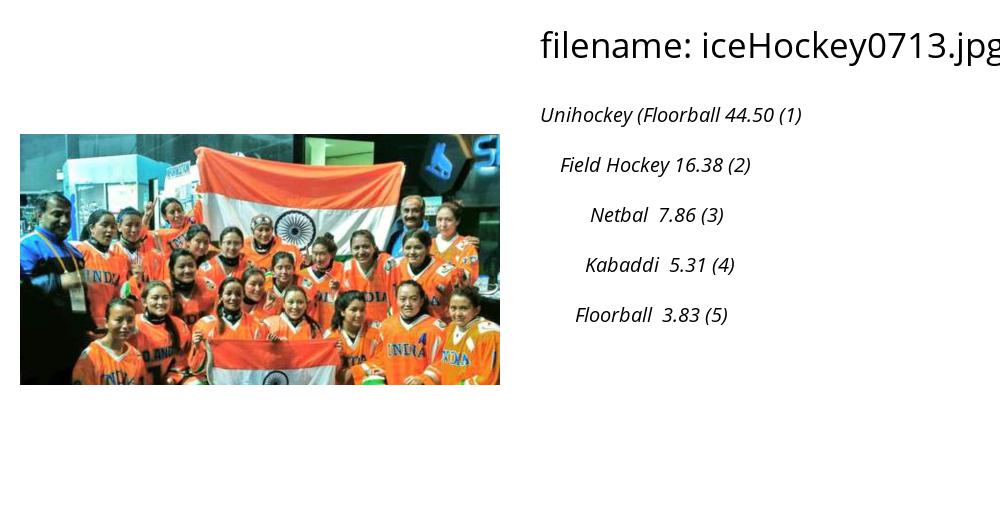 filename: iceHockey0713.jpg
Unihockey (Floorball 44.50 (1)
Field Hockey 16.38 (2)
Netbal 7.86 (3)
Kabaddi 5.31 (4)
Floorball 3.83 (5)
S
INDIA
INDIA